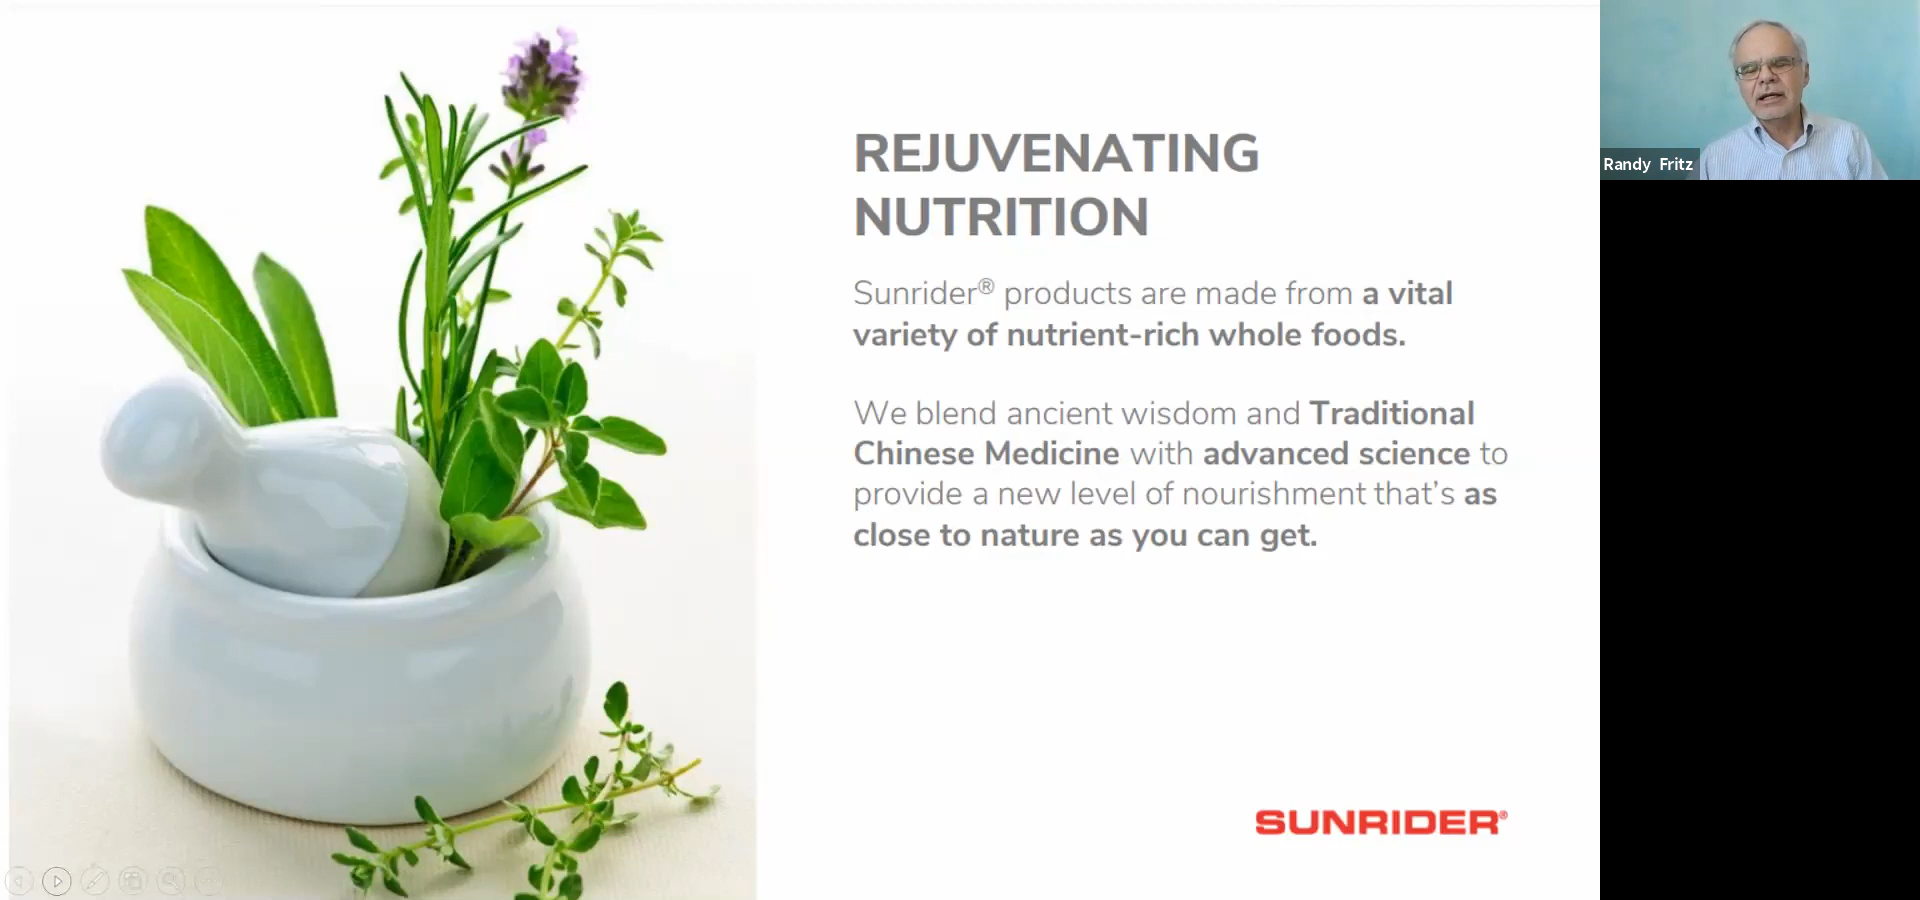 REJUVENATING
NUTRITION
Sunrider® products are made from a vital
variety of nutrient-rich whole foods.
We blend ancient wisdom and Traditional
Chinese Medicine with advanced science to
provide a new level of nourishment that's as
close to nature as you can get.
SUNRIDER®
Randy Fritz